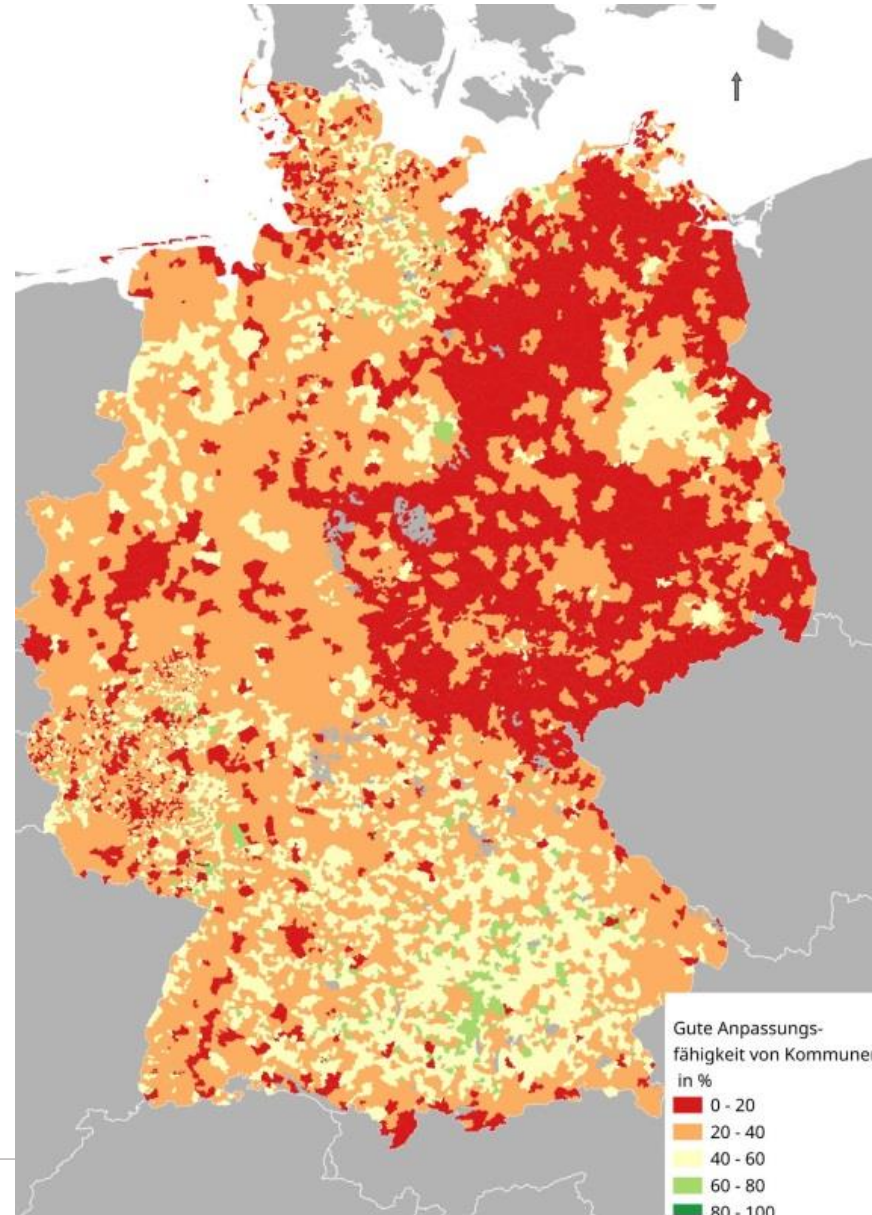 Gute Anpassungs-
fähigkeit von Kommunen
in %
0 - 20
20 - 40
40 - 60
60 - 80
80 - 100